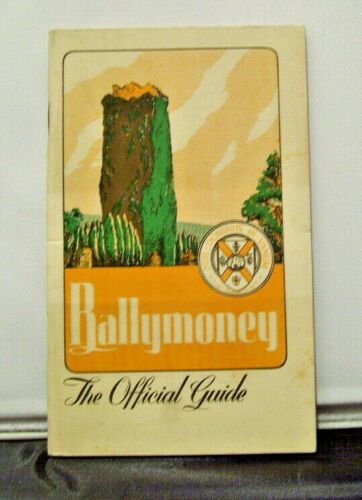 Ballymoney
The Official Guide